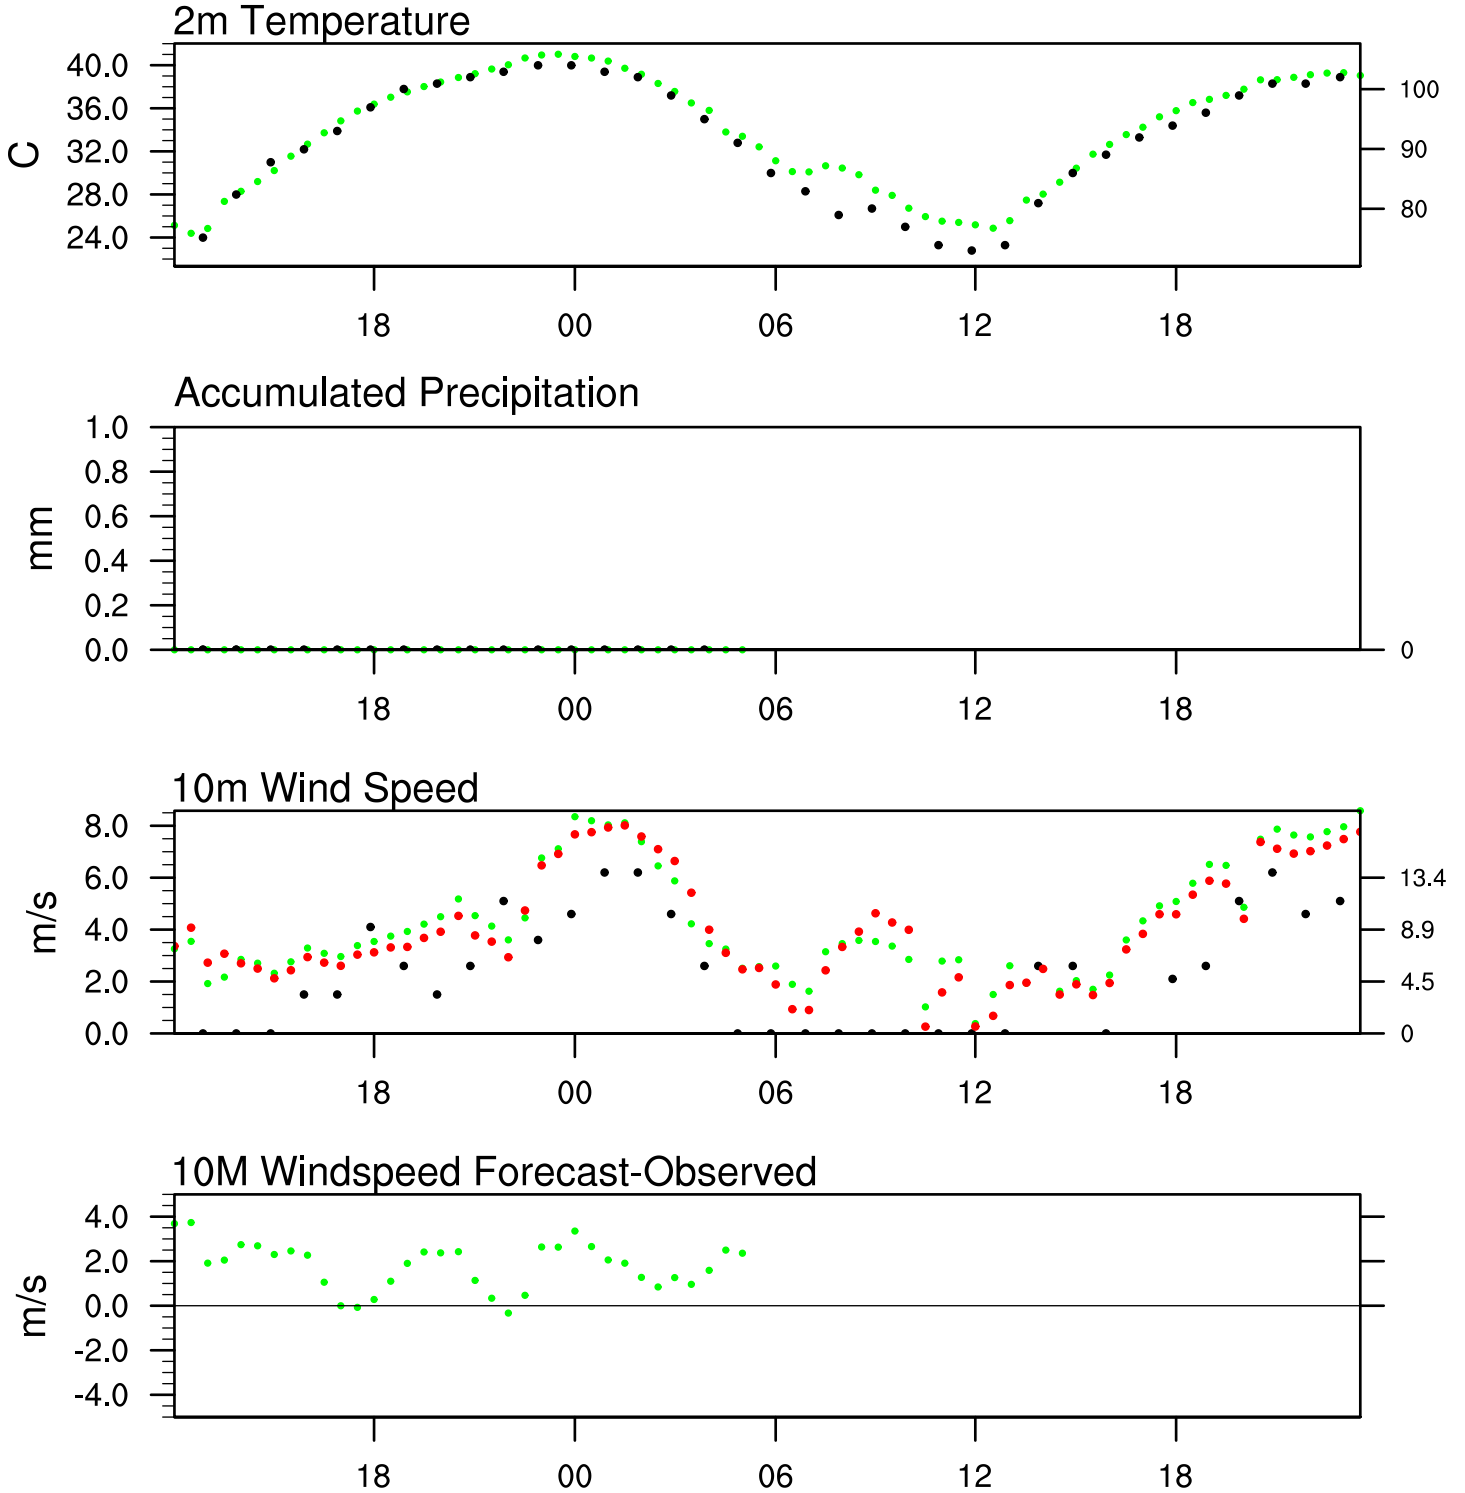 2m Temperature
40.0
36.0
32.0
28.0
24.0
C
100
90
80
18 00 06 12 18
Accumulated Precipitation
1.0
0.8
0.6
0.4
0.2
0.0
mm
0
18 00 06 12 18
10m Wind Speed
8.0
6.0
4.0
2.0
0.0
m/s
13.4
8.9
4.5
0
18 00 06 12 18
10M Windspeed Forecast-Observed
4.0
2.0
0.0
-2.0
-4.0
m/s
18 00 06 12 18